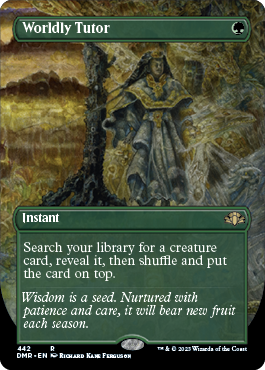 Worldly Tutor
Instant
Search your library for a creature
card, reveal it, then shuffle and put
the card on top.
Wisdom is a seed. Nurtured with
patience and care, it will bear new fruit
each season.
442 R
DMR • EN Richard Kane Ferguson
™ & © 2023 Wizards of the Coast